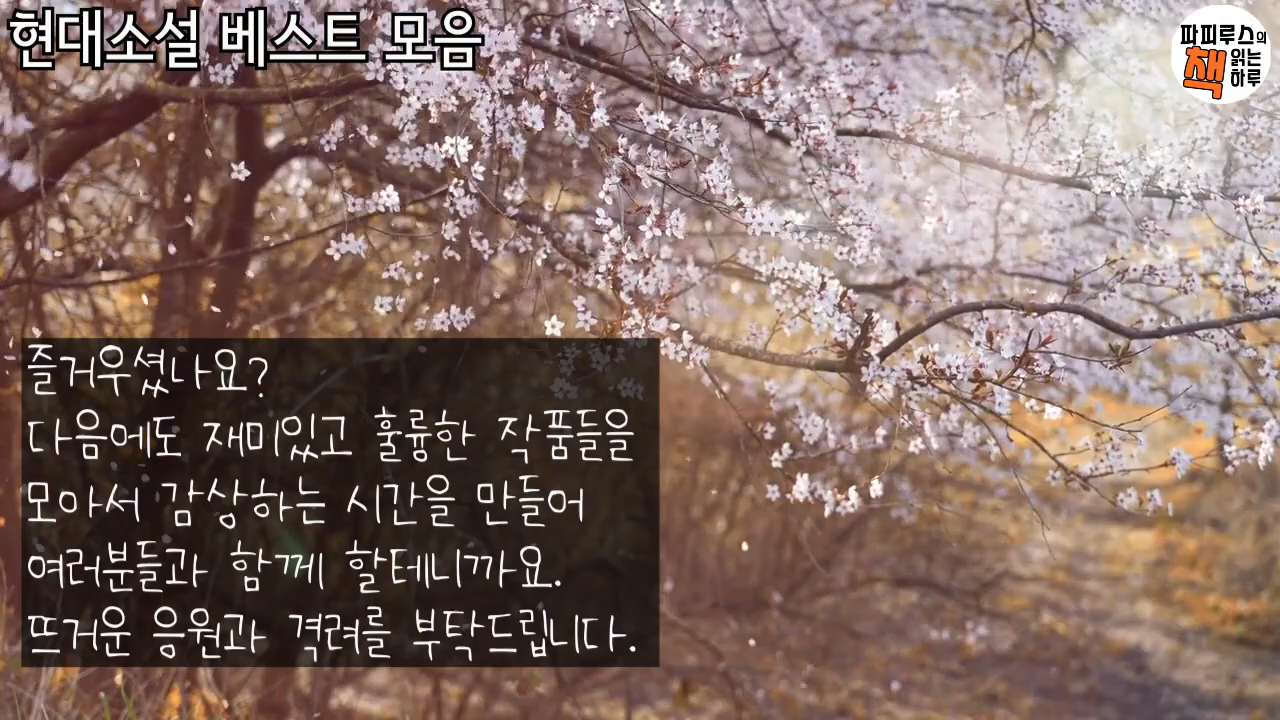 현대소설 베스트 모음
파피루스의
책 읽는
하루
즐거우셨나요?
다음에도 재미있고 훌륭한 작품들을
모아서 감상하는 시간을 만들어
여러분들과 함께 할테니까요.
뜨거운 응원과 격려를 부탁드립니다.